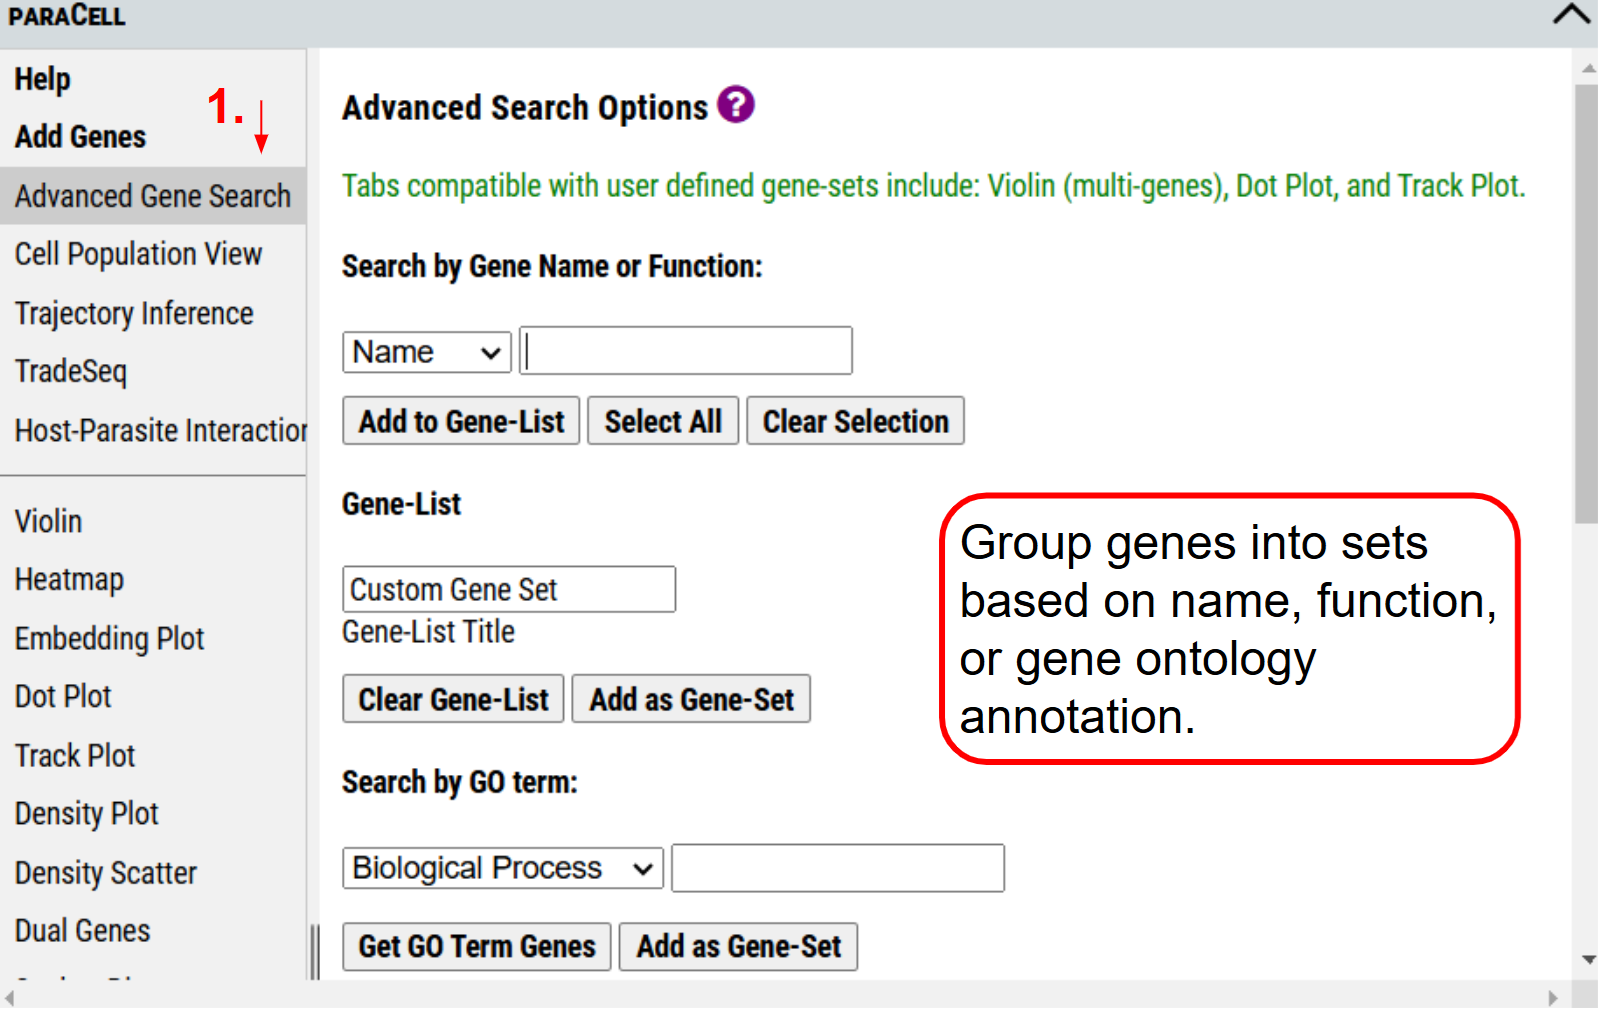 PARACELL
Help
1.
Add Genes
Advanced Gene Search
Cell Population View
Trajectory Inference
TradeSeq
Host-Parasite Interaction
Violin
Heatmap
Embedding Plot
Dot Plot
Track Plot
Density Plot
Density Scatter
Dual Genes
Advanced Search Options ?
Tabs compatible with user defined gene-sets include: Violin (multi-genes), Dot Plot, and Track Plot.
Search by Gene Name or Function:
Name
Add to Gene-List Select All Clear Selection
Gene-List
Custom Gene Set
Gene-List Title
Clear Gene-List Add as Gene-Set
Search by GO term:
Biological Process
Get GO Term Genes Add as Gene-Set
Group genes into sets
based on name, function,
or gene ontology
annotation.